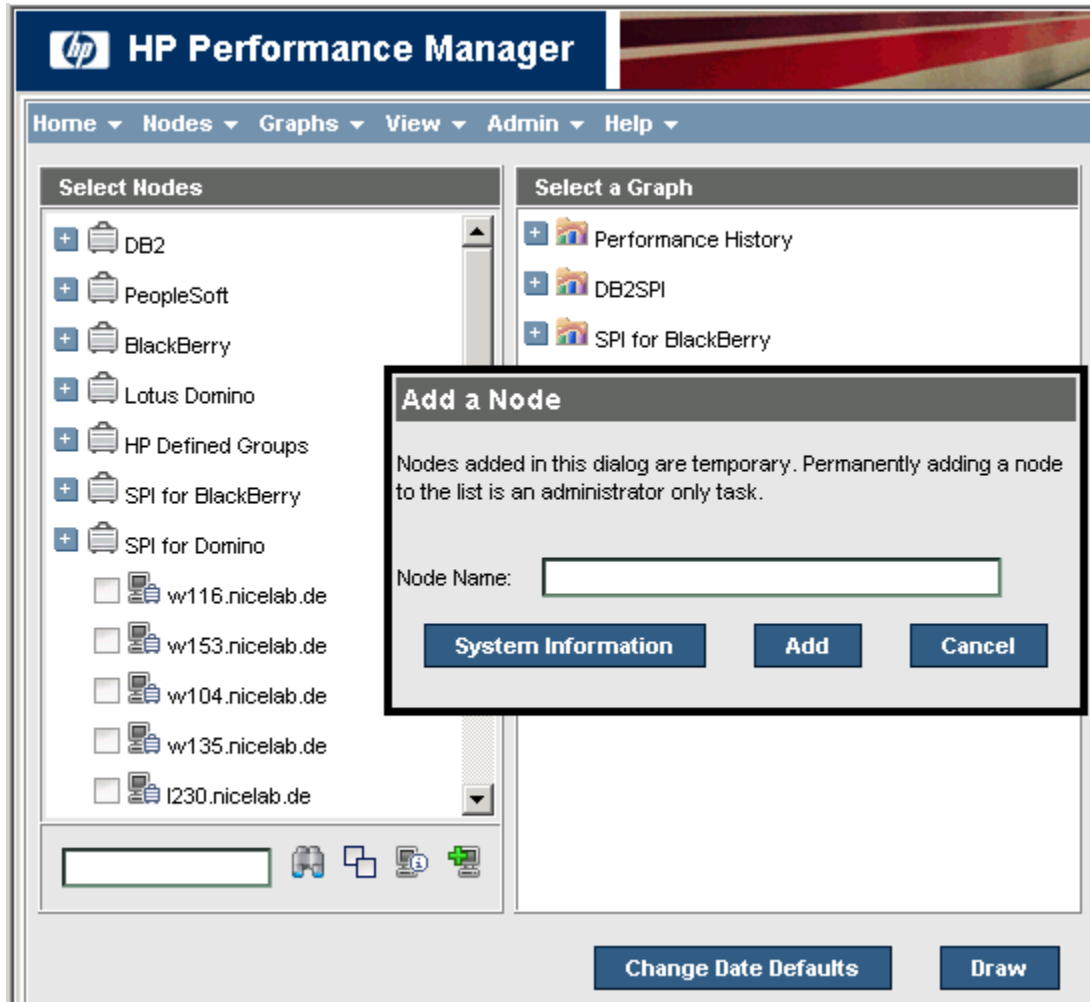 hp HP Performance Manager
Home Nodes Graphs View Admin Help
Select Nodes
DB2
PeopleSoft
BlackBerry
Lotus Domino
HP Defined Groups
SPI for BlackBerry
SPI for Domino
w116.nicelab.de
w153.nicelab.de
w104.nicelab.de
w135.nicelab.de
l230.nicelab.de
Select a Graph
Performance History
DB2SPI
SPI for BlackBerry
Add a Node
Nodes added in this dialog are temporary. Permanently adding a node
to the list is an administrator only task.
Node Name:
System Information Add Cancel
Change Date Defaults Draw